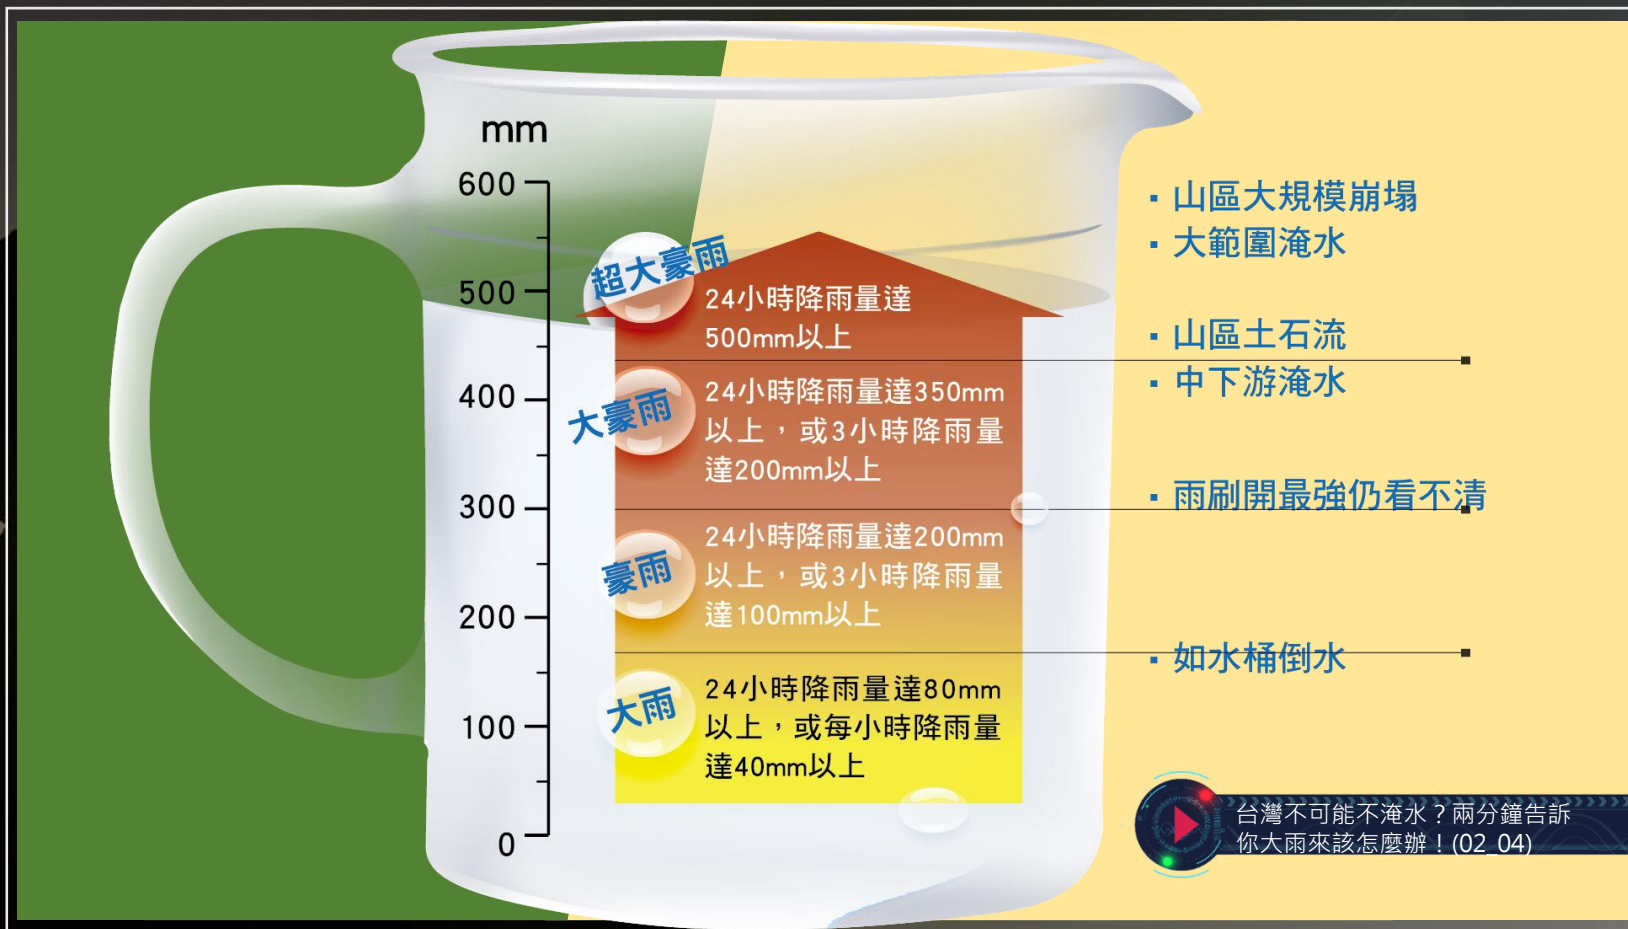 mm
600
500
400
300
200
100
0
超大豪雨
24小時降雨量達
500mm以上
大豪雨
24小時降雨量達350mm
以上，或3小時降雨量
達200mm以上
豪雨
24小時降雨量達200mm
以上，或3小時降雨量
達100mm以上
大雨
24小時降雨量達80mm
以上，或每小時降雨量
達40mm以上
▪ 山區大規模崩塌
▪ 大範圍淹水
▪ 山區土石流
▪ 中下游淹水
▪ 雨刷開最強仍看不清
▪ 如水桶倒水
台灣不可能不淹水？兩分鐘告訴
你大雨來該怎麼辦！(02_04)